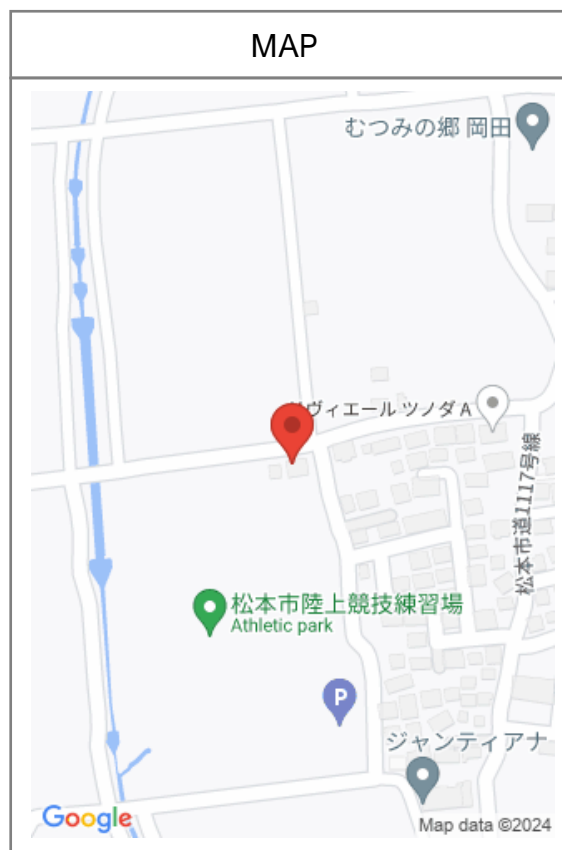 MAP
むつみの郷 岡田
ヴィエール ツノダ A
松本市道1117号線
松本市陸上競技練習場
Athletic park
P
ジャンティアナ
Google
Map data ©2024